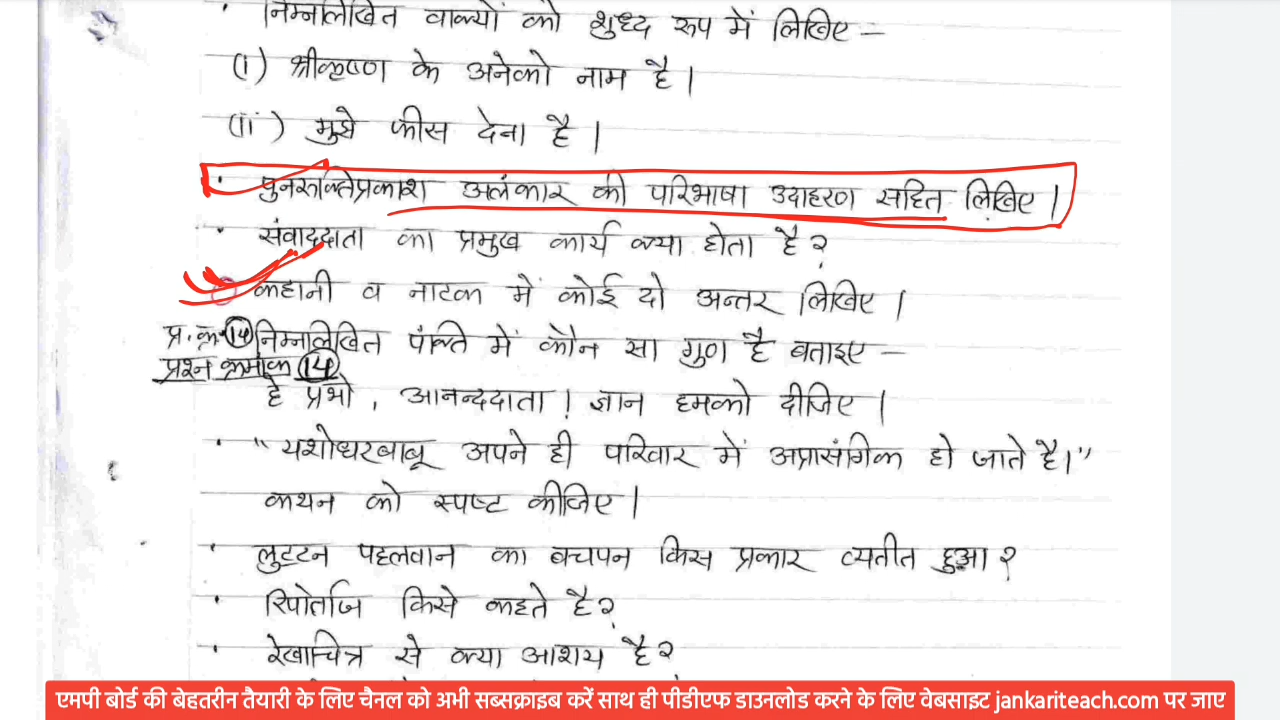 · निम्नलिखित वाक्यों को शुध्द रूप में लिखिए –
(i) श्रीकृष्ण के अनेको नाम है।
(ii) मुझे फीस देना है।
· पुनरुक्तिप्रकाश अलंकार की परिभाषा उदाहरण सहित लिखिए।
· संवाददाता का प्रमुख कार्य क्या होता है?
कहानी व नाटक में कोई दो अन्तर लिखिए।
प्र.क्र. 14 निम्नलिखित पंक्ति में कौन सा गुण है बताइए –
प्रश्न क्रमांक 14
हे प्रभो, आनन्ददाता! ज्ञान हमको दीजिए।
· "यशोधरबाबू अपने ही परिवार में अप्रासंगिक हो जाते है।"
कथन को स्पष्ट कीजिए।
· लुट्टन पहलवान का बचपन किस प्रकार व्यतीत हुआ?
· रिपोर्ताज किसे कहते है?
· रेखाचित्र से क्या आशय है?
एमपी बोर्ड की बेहतरीन तैयारी के लिए चैनल को अभी सब्सक्राइब करें साथ ही पीडीएफ डाउनलोड करने के लिए वेबसाइट jankariteach.com पर जाए